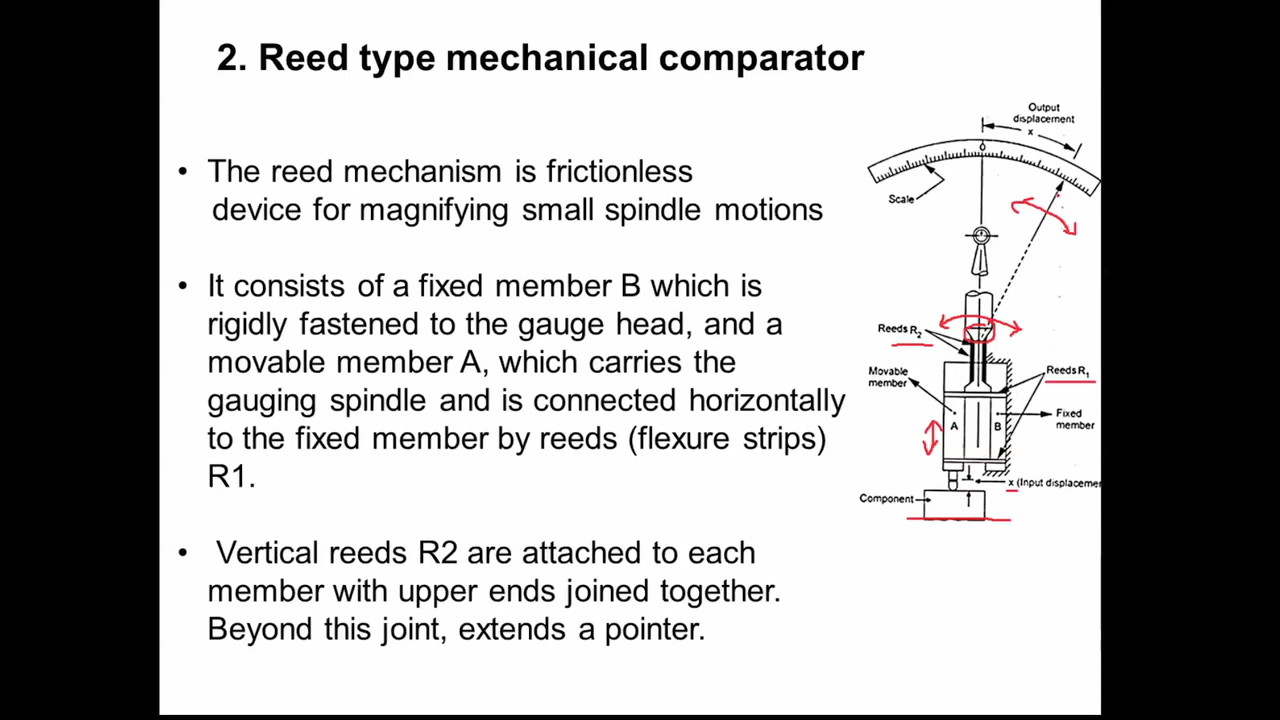 2. Reed type mechanical comparator
• The reed mechanism is frictionless
device for magnifying small spindle motions
• It consists of a fixed member B which is
rigidly fastened to the gauge head, and a
movable member A, which carries the
gauging spindle and is connected horizontally
to the fixed member by reeds (flexure strips)
R1.
• Vertical reeds R2 are attached to each
member with upper ends joined together.
Beyond this joint, extends a pointer.
Output
displacement
x
0
Scale
Reeds R2
Movable
member
Reeds R1
A
B
Fixed
member
x (Input displacemen
Component